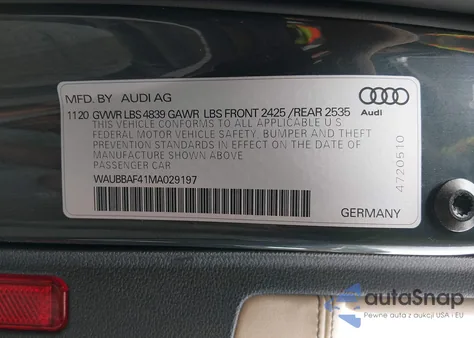 MFD. BY AUDI AG
Audi
1120 GVWR LBS 4839 GAWR LBS FRONT 2425 /REAR 2535
THIS VEHICLE CONFORMS TO ALL APPLICABLE U.S.
FEDERAL MOTOR VEHICLE SAFETY, BUMPER AND THEFT
PREVENTION STANDARDS IN EFFECT ON THE DATE OF
MANUFACTURE SHOWN ABOVE
PASSENGER CAR
WAUBBAF41MA029197
4720510
GERMANY
autoSnap
Pewne auta z aukcji USA i EU